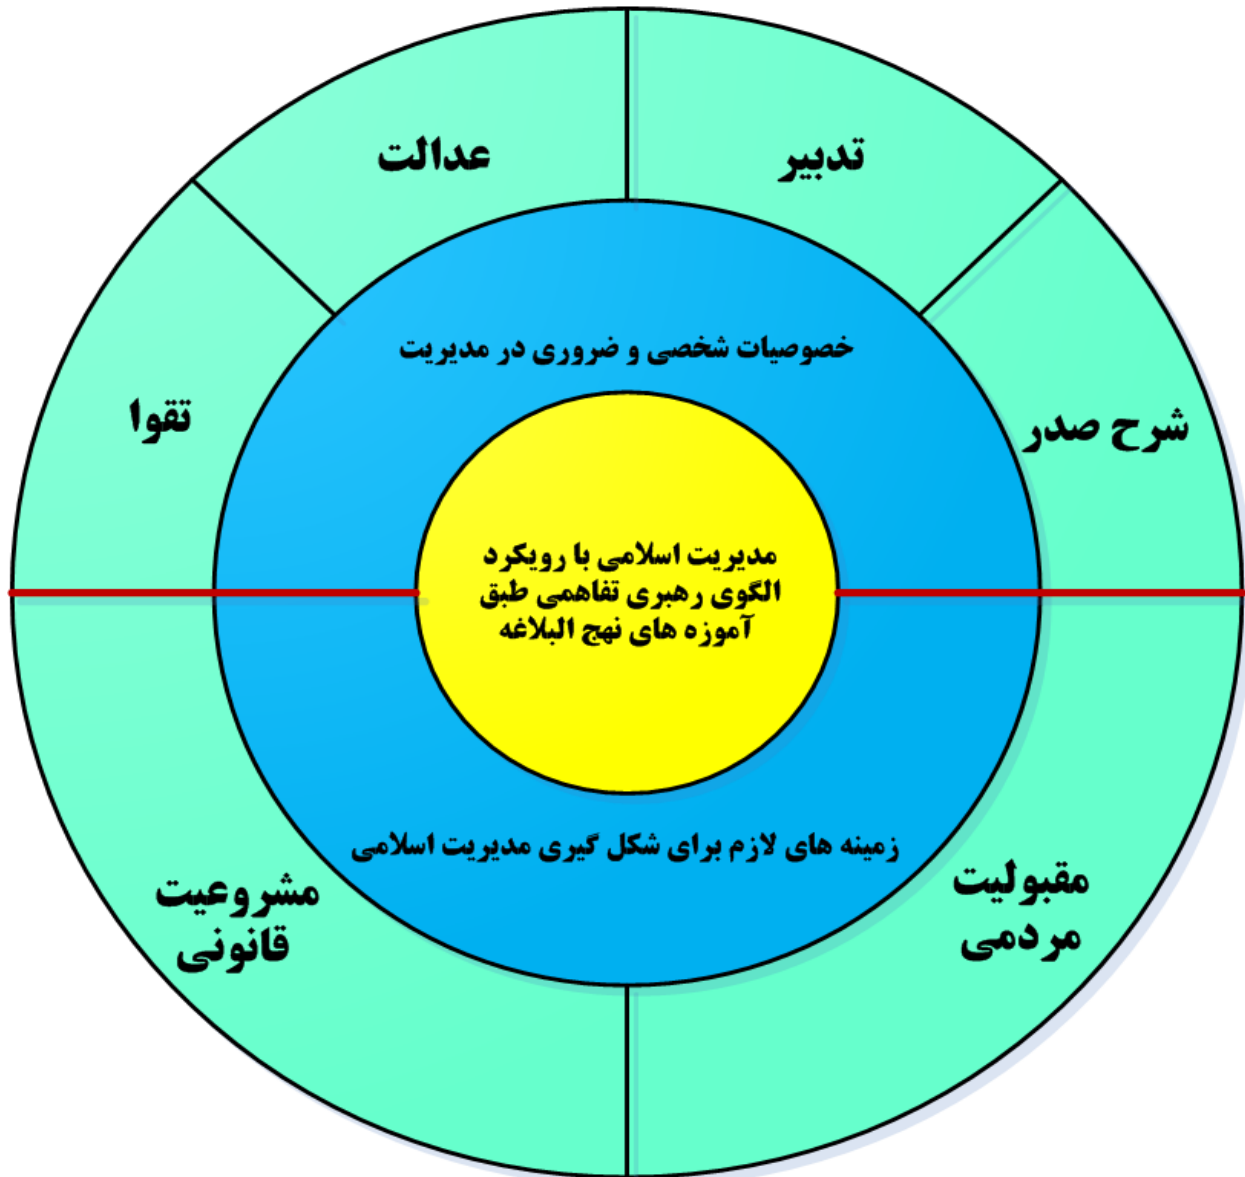 تدبیر
عدالت
شرح صدر
تقوا
خصوصیات شخصی و ضروری در مدیریت
مدیریت اسلامی با رویکرد
الگوی رهبری تفاهمی طبق
آموزه های نهج البلاغه
زمینه های لازم برای شکل گیری مدیریت اسلامی
مقبولیت
مردمی
مشروعیت
قانونی